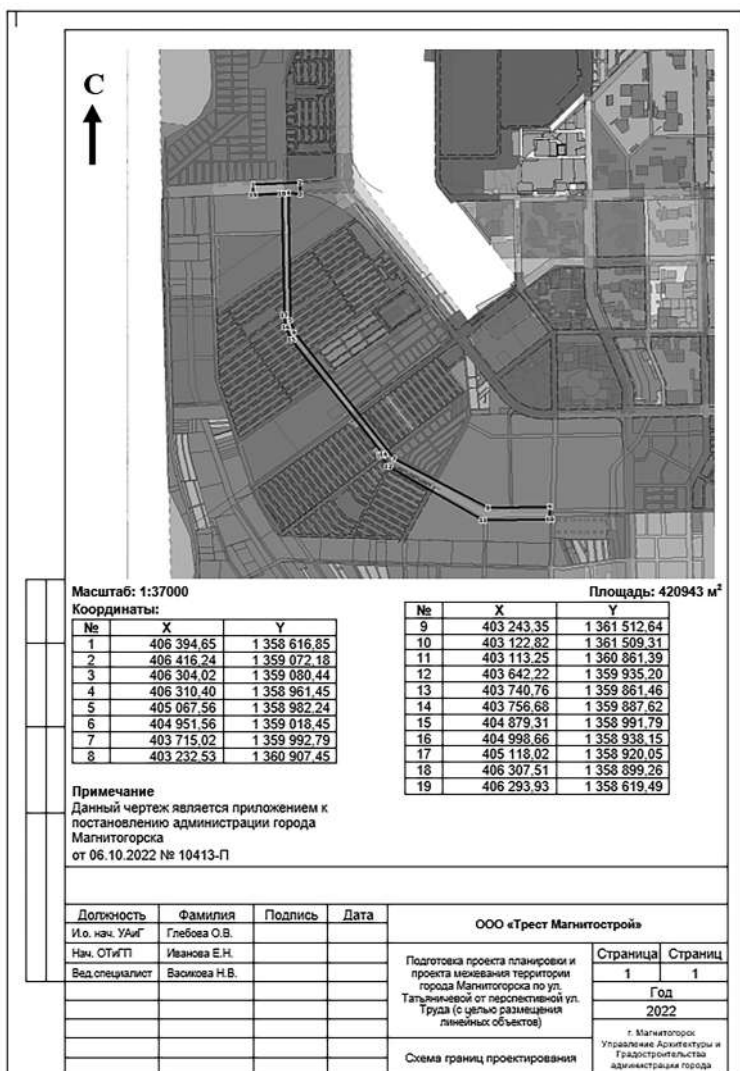 С
Масштаб: 1:37000
Площадь: 420943 м²
Координаты:
№ X Y
1 406 394,65 1 358 616,85
2 406 416,24 1 359 072,18
3 406 304,02 1 359 080,44
4 406 310,40 1 358 961,45
5 405 067,56 1 358 982,24
6 404 951,56 1 359 018,45
7 403 715,02 1 359 992,79
8 403 232,53 1 360 907,45
№ X Y
9 403 243,35 1 361 512,64
10 403 122,82 1 361 509,31
11 403 113,25 1 360 861,39
12 403 642,22 1 359 935,20
13 403 740,76 1 359 861,46
14 403 756,68 1 359 887,62
15 404 879,31 1 358 991,79
16 404 998,66 1 358 938,15
17 405 118,02 1 358 920,05
18 406 307,51 1 358 899,26
19 406 293,93 1 358 619,49
Примечание
Данный чертеж является приложением к
постановлению администрации города
Магнитогорска
от 06.10.2022 № 10413-П
Должность Фамилия Подпись Дата
И.о. нач. УАиГ Глебова О.В.
Нач. ОТиГП Иванова Е.Н.
Вед.специалист Васикова Н.В.
ООО «Трест Магнитострой»
Подготовка проекта планировки и
проекта межевания территории
города Магнитогорска по ул.
Татьяничевой от перспективной ул.
Труда (с целью размещения
линейных объектов)
Страница Страниц
1 1
Год
2022
Схема границ проектирования
г. Магнитогорск
Управление Архитектуры и
Градостроительства
администрации города